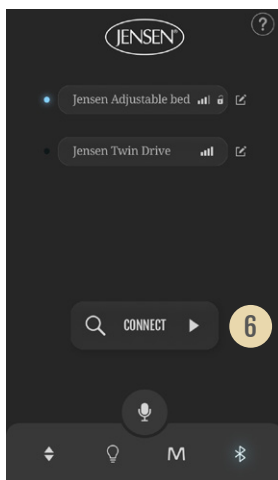 JENSEN®
?
Jensen Adjustable bed
Jensen Twin Drive
CONNECT
6
M